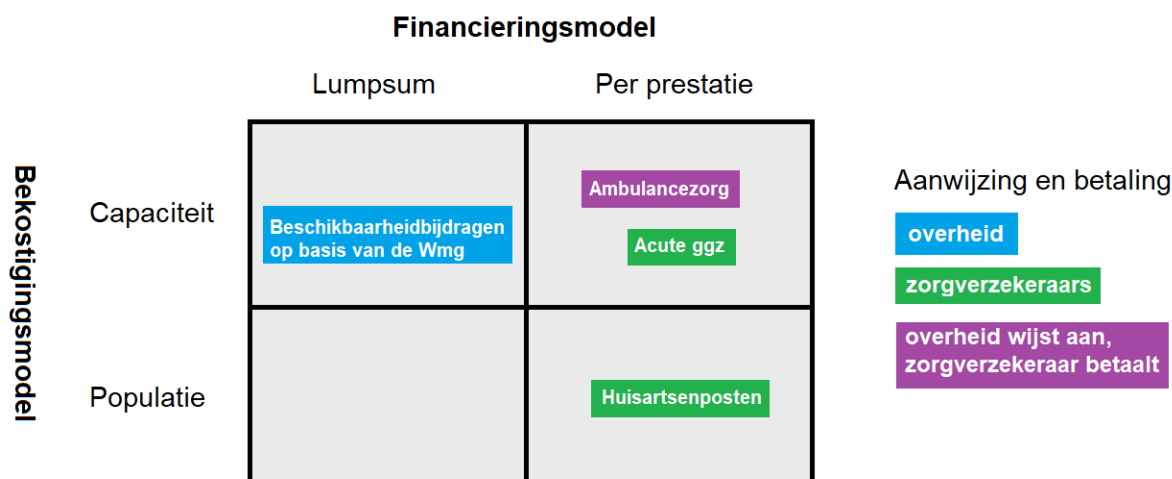 Financieringsmodel
Lumpsum
Per prestatie
Bekostigingsmodel
Capaciteit
Beschikbaarheidbijdragen
op basis van de Wmg
Ambulancezorg
Acute ggz
Populatie
Huisartsenposten
Aanwijzing en betaling
overheid
zorgverzekeraars
overheid wijst aan,
zorgverzekeraar betaalt